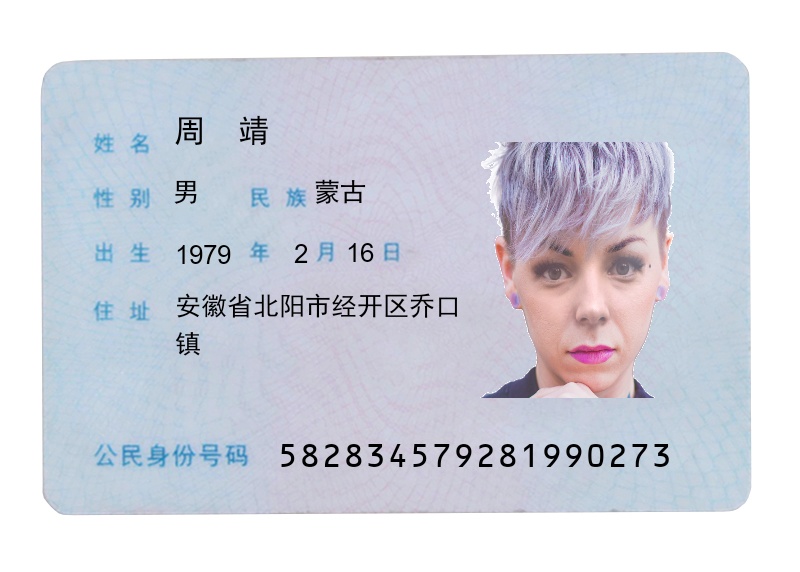 姓名 周靖
性别 男 民族 蒙古
出生 1979 年 2 月 16 日
住址 安徽省北阳市经开区乔口
镇
公民身份号码 582834579281990273